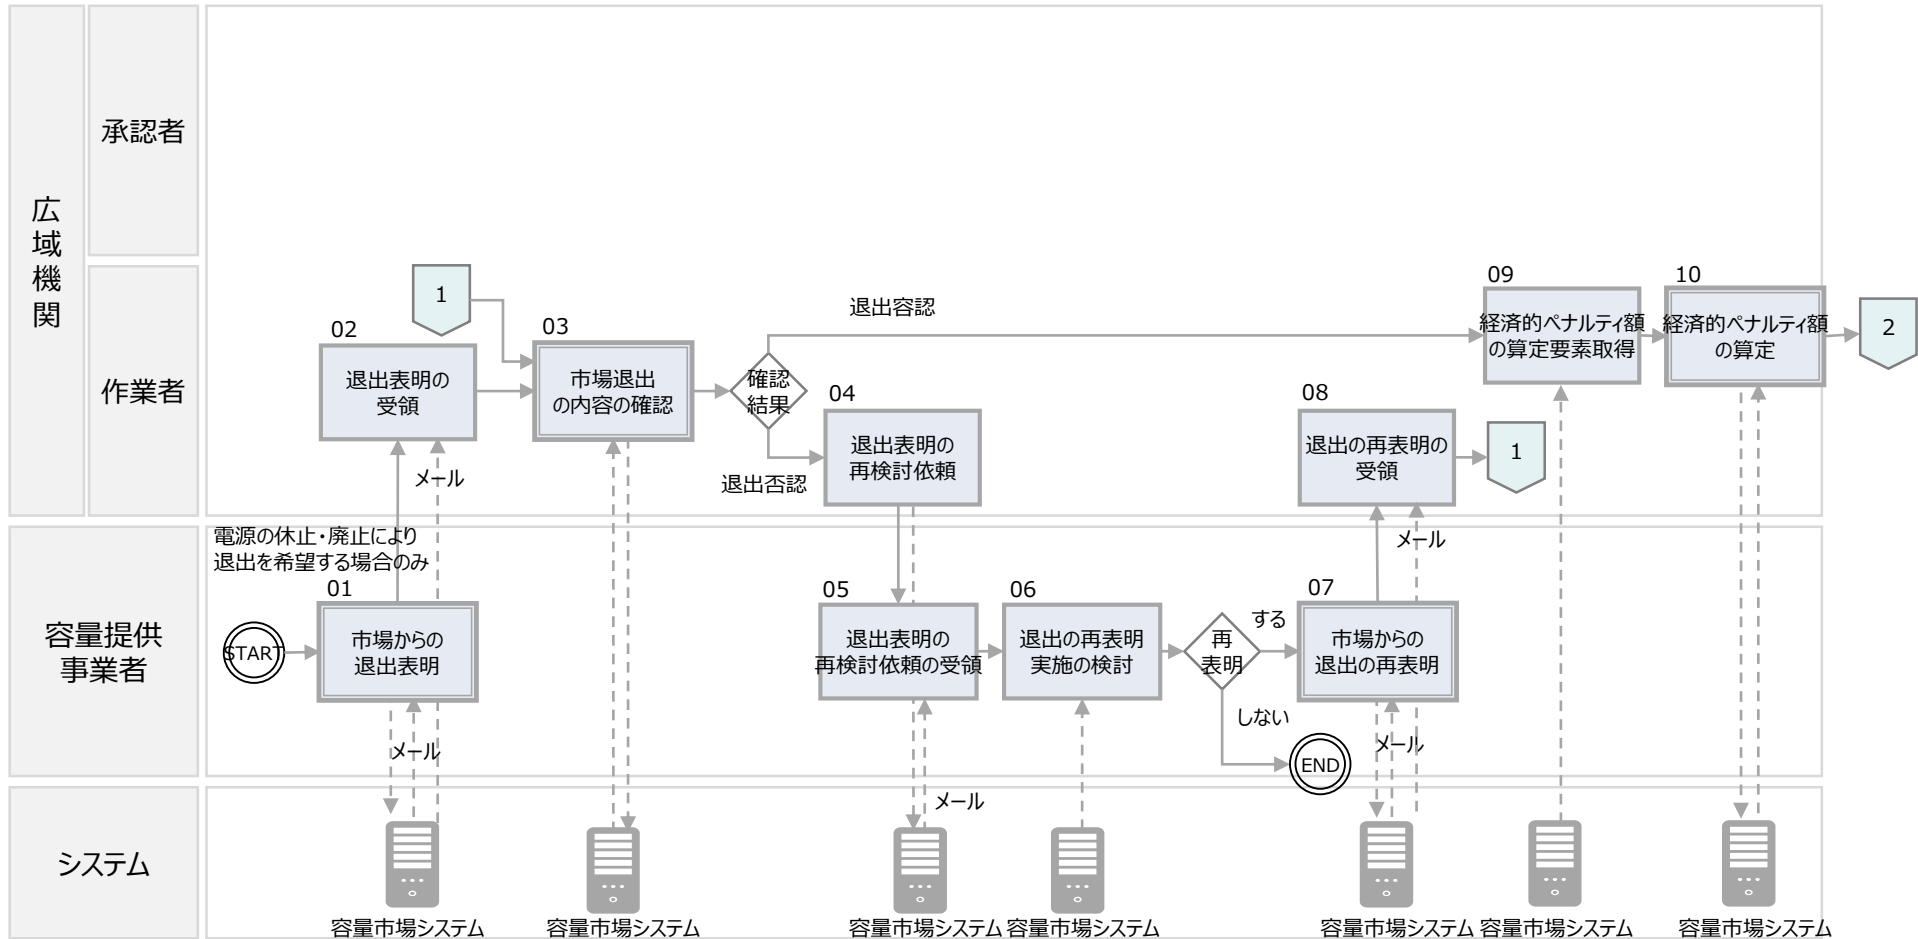 広域機関
承認者
作業者
容量提供
事業者
システム
1
02
退出表明の
受領
03
市場退出
の内容の確認
確認
結果
退出容認
退出否認
04
退出表明の
再検討依頼
08
退出の再表明の
受領
1
09
経済的ペナルティ額
の算定要素取得
10
経済的ペナルティ額
の算定
2
メール
電源の休止・廃止により
退出を希望する場合のみ
START
01
市場からの
退出表明
メール
05
退出表明の
再検討依頼の受領
06
退出の再表明
実施の検討
再
表明
する
しない
END
07
市場からの
退出の再表明
メール
メール
メール
容量市場システム
容量市場システム
容量市場システム
容量市場システム
容量市場システム
容量市場システム
容量市場システム